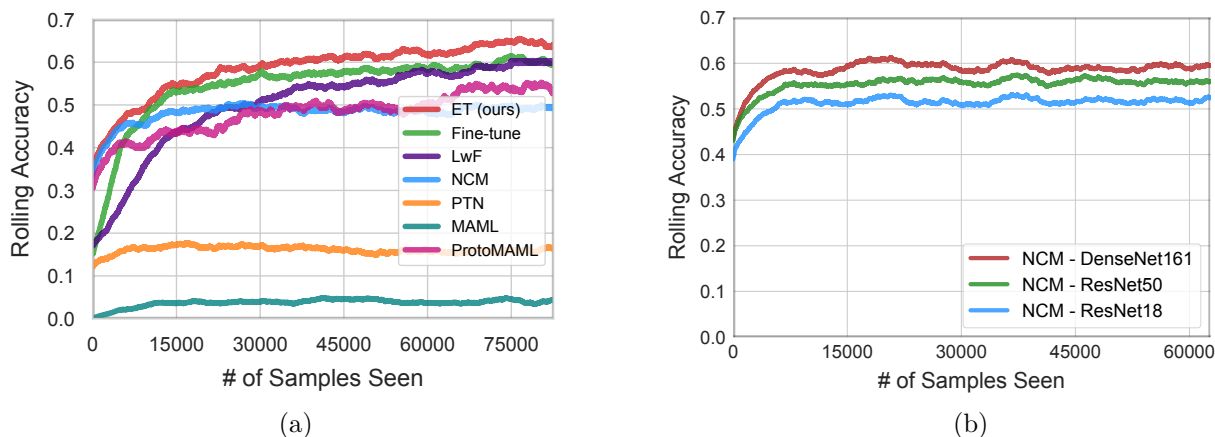 0.7
0.6
0.5
0.4
0.3
0.2
0.1
0.0
Rolling Accuracy
ET (ours)
Fine-tune
LwF
NCM
PTN
MAML
ProtoMAML
0 15000 30000 45000 60000 75000
# of Samples Seen
(a)
0.7
0.6
0.5
0.4
0.3
0.2
0.1
0.0
Rolling Accuracy
NCM - DenseNet161
NCM - ResNet50
NCM - ResNet18
0 15000 30000 45000 60000
# of Samples Seen
(b)